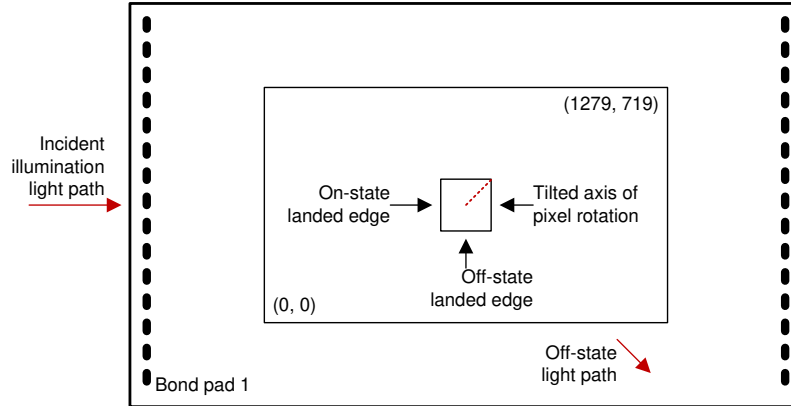 (1279, 719)
Incident
illumination
light path
On-state
landed edge
Tilted axis of
pixel rotation
Off-state
landed edge
(0, 0)
Off-state
light path
Bond pad 1